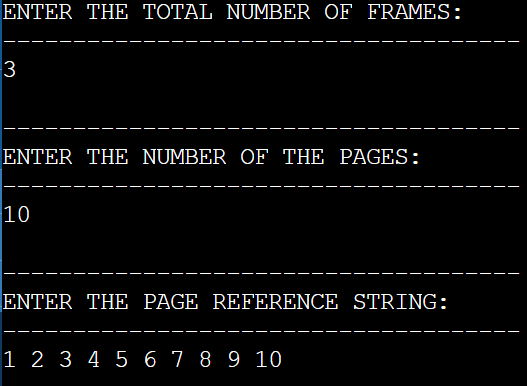 ENTER THE TOTAL NUMBER OF FRAMES:
-------------------------------------
3
-------------------------------------
ENTER THE NUMBER OF THE PAGES:
-------------------------------------
10
-------------------------------------
ENTER THE PAGE REFERENCE STRING:
-------------------------------------
1 2 3 4 5 6 7 8 9 10